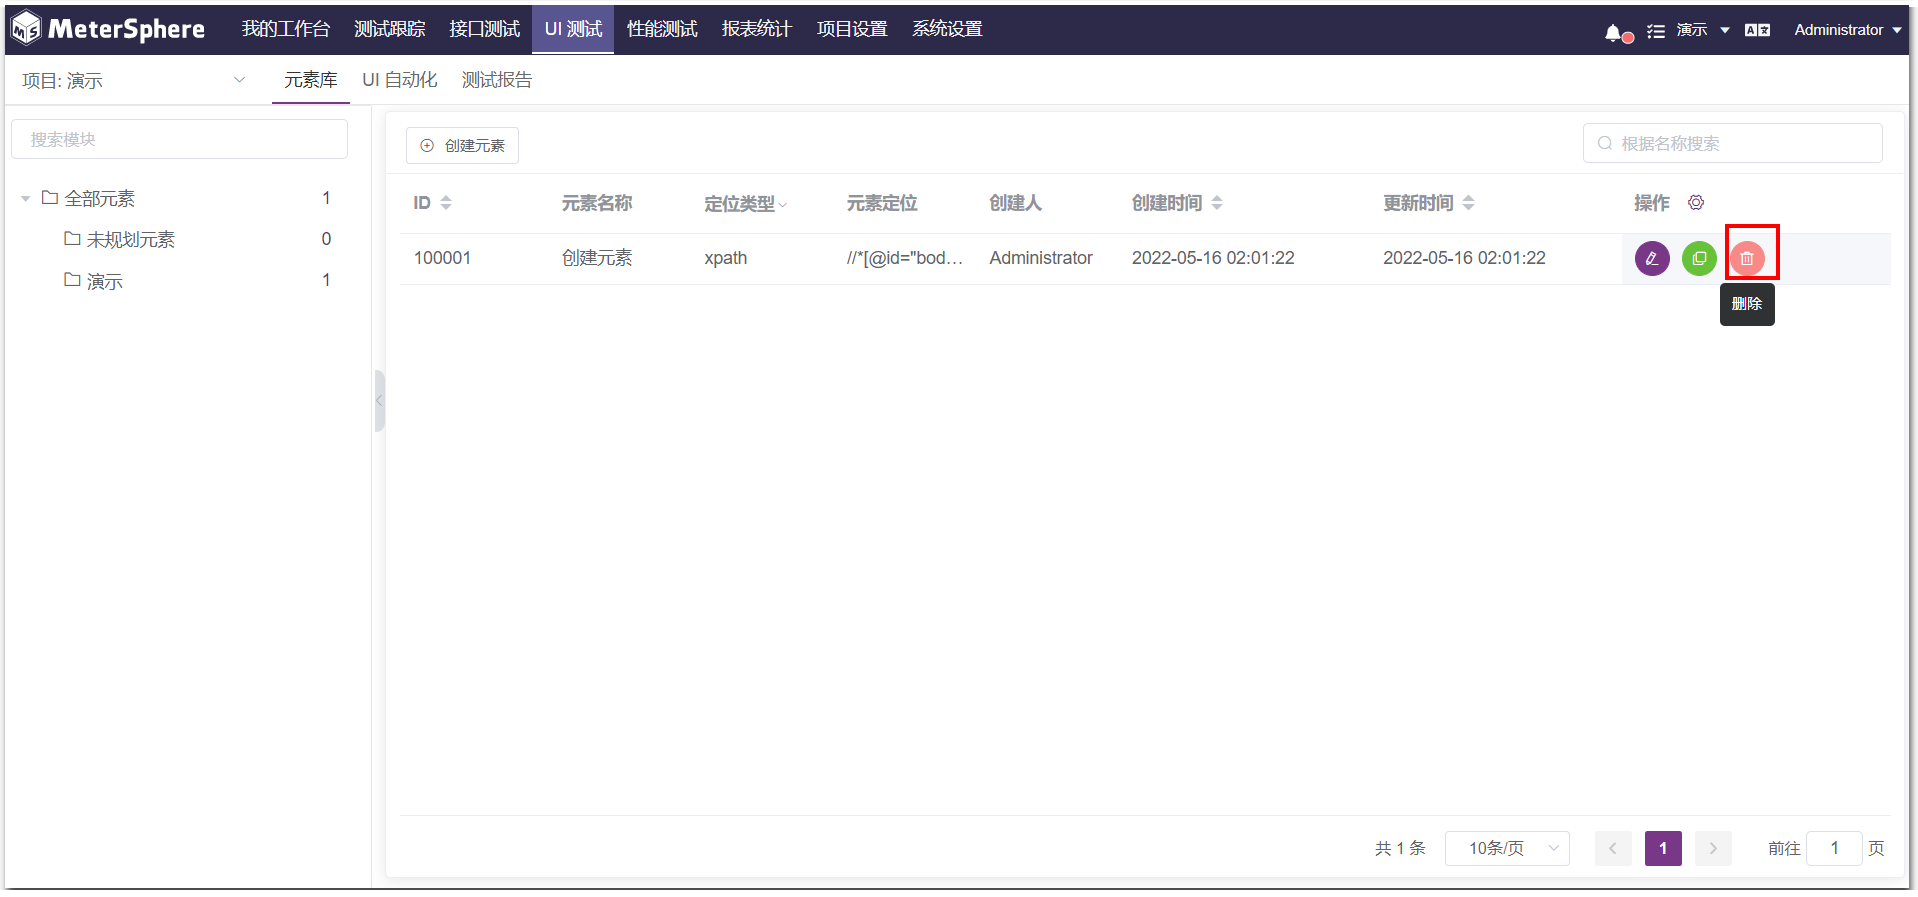 MeterSphere 我的工作台 测试跟踪 接口测试 UI 测试 性能测试 报表统计 项目设置 系统设置 演示 Administrator
项目: 演示 元素库 UI 自动化 测试报告
搜索模块
创建元素 根据名称搜索
全部元素 1
未规划元素 0
演示 1
ID 元素名称 定位类型 元素定位 创建人 创建时间 更新时间 操作
100001 创建元素 xpath //*[@id="bod... Administrator 2022-05-16 02:01:22 2022-05-16 02:01:22
删除
共 1 条 10条/页 1 前往 1 页